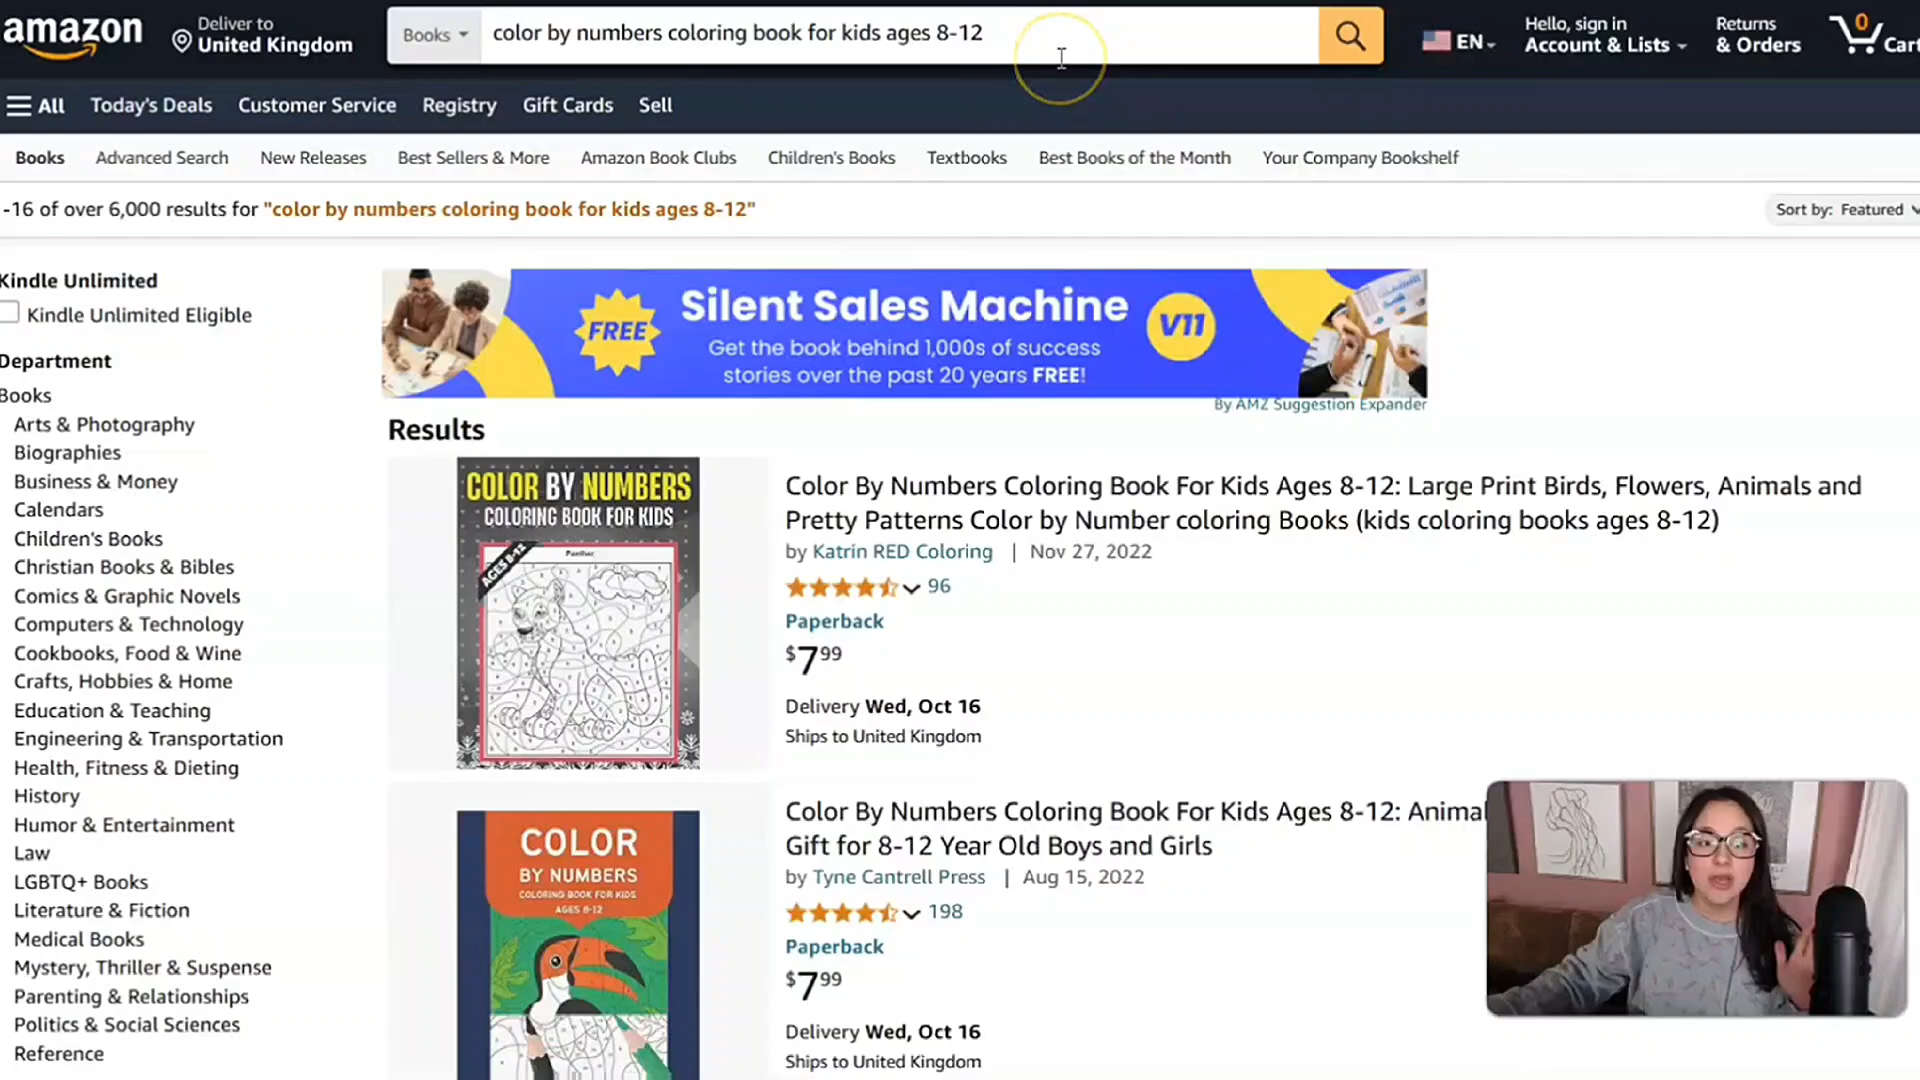 amazon
Deliver to
United Kingdom
Books
color by numbers coloring book for kids ages 8-12
EN
Hello, sign in
Account & Lists
Returns
& Orders
0
Cart
All
Today's Deals
Customer Service
Registry
Gift Cards
Sell
Books
Advanced Search
New Releases
Best Sellers & More
Amazon Book Clubs
Children's Books
Textbooks
Best Books of the Month
Your Company Bookshelf
-16 of over 6,000 results for "color by numbers coloring book for kids ages 8-12"
Sort by: Featured
Kindle Unlimited
Kindle Unlimited Eligible
Department
Books
Arts & Photography
Biographies
Business & Money
Calendars
Children's Books
Christian Books & Bibles
Comics & Graphic Novels
Computers & Technology
Cookbooks, Food & Wine
Crafts, Hobbies & Home
Education & Teaching
Engineering & Transportation
Health, Fitness & Dieting
History
Humor & Entertainment
Law
LGBTQ+ Books
Literature & Fiction
Medical Books
Mystery, Thriller & Suspense
Parenting & Relationships
Politics & Social Sciences
Reference
FREE
Silent Sales Machine
V11
Get the book behind 1,000s of success
stories over the past 20 years FREE!
By AMZ Suggestion Expander
Results
COLOR BY NUMBERS
COLORING BOOK FOR KIDS
AGES 8-12
Panther
Color By Numbers Coloring Book For Kids Ages 8-12: Large Print Birds, Flowers, Animals and
Pretty Patterns Color by Number coloring Books (kids coloring books ages 8-12)
by Katrin RED Coloring | Nov 27, 2022
96
Paperback
$7 99
Delivery Wed, Oct 16
Ships to United Kingdom
COLOR
BY NUMBERS
COLORING BOOK FOR KIDS
AGES 8-12
Color By Numbers Coloring Book For Kids Ages 8-12: Anima
Gift for 8-12 Year Old Boys and Girls
by Tyne Cantrell Press | Aug 15, 2022
198
Paperback
$7 99
Delivery Wed, Oct 16
Ships to United Kingdom